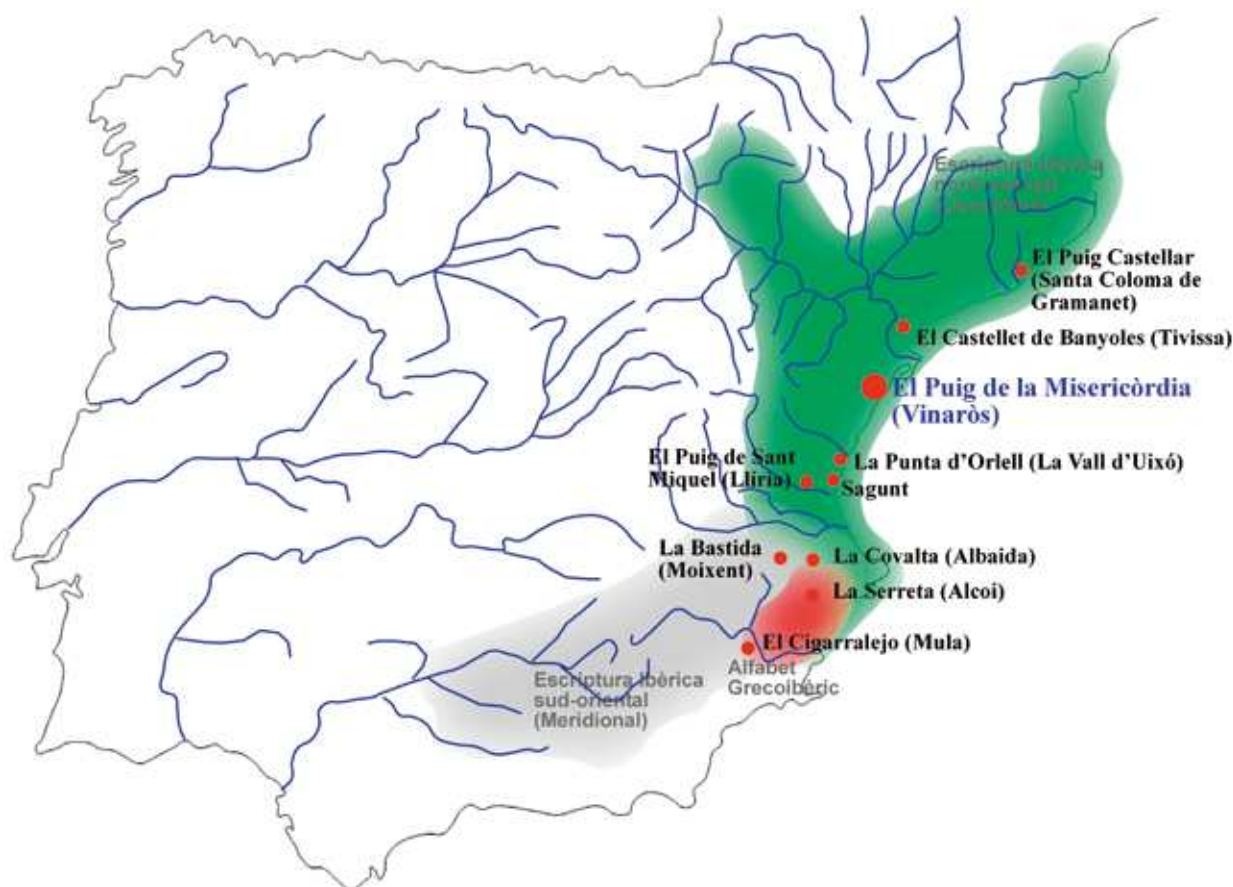 Escriptura Ibèrica
El Puig Castellar
(Santa Coloma de
Gramanet)
El Castellet de Banyoles (Tivissa)
El Puig de la Misericòrdia
(Vinaròs)
El Puig de Sant
Miquel (Llíria)
La Punta d’Orlell (La Vall d’Uixó)
Sagunt
La Bastida
(Moixent)
La Covalta (Albaida)
La Serreta (Alcoi)
El Cigarralejo (Mula)
Alfabet
Grecoibèric
Escriptura Ibèrica
sud-oriental
(Meridional)